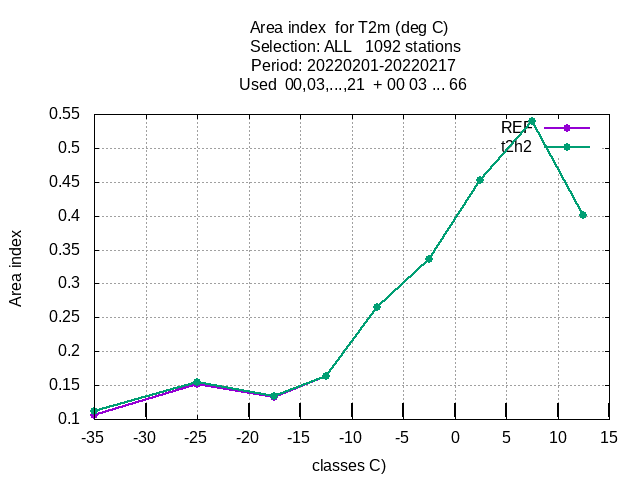 Area index  for T2m (deg C)
Selection: ALL   1092 stations
Period: 20220201-20220217
Used  00,03,...,21  + 00 03 ... 66
REF
t2h2
0.55
0.5
0.45
0.4
0.35
0.3
0.25
0.2
0.15
0.1
Area index
-35 -30 -25 -20 -15 -10 -5 0 5 10 15
classes C)